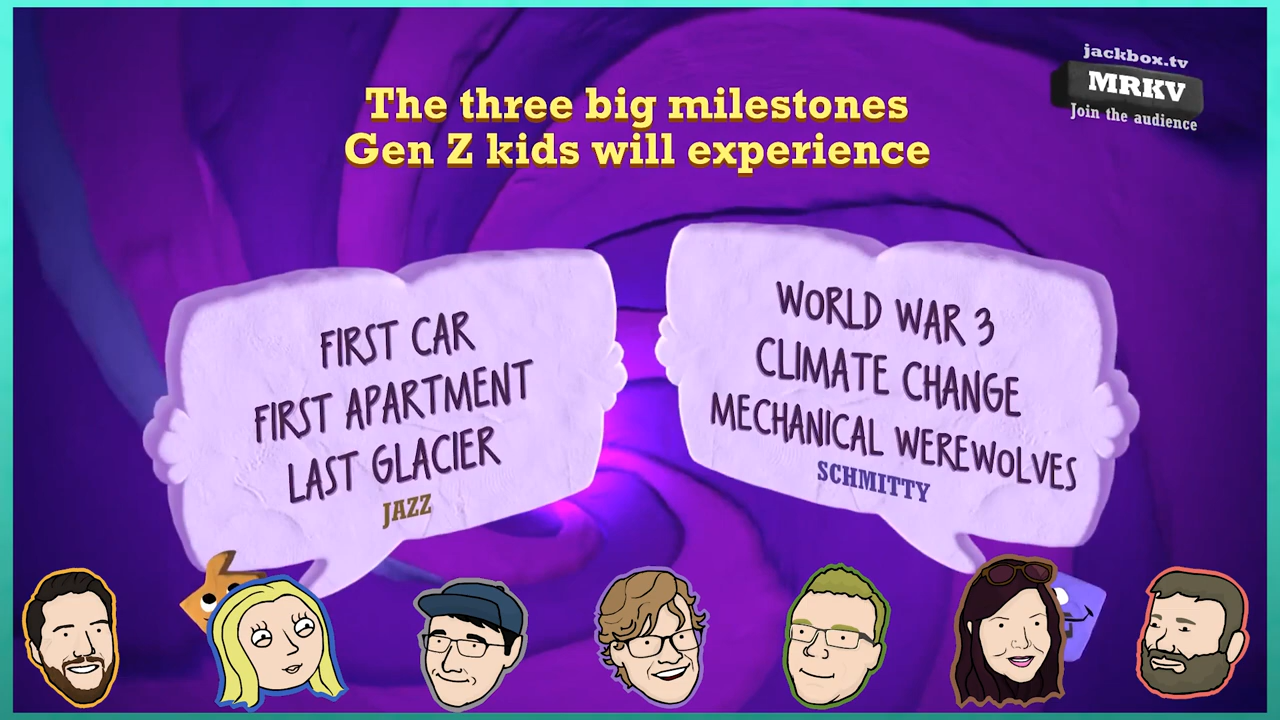 jackbox.tv
MRKV
Join the audience
The three big milestones
Gen Z kids will experience
FIRST CAR
FIRST APARTMENT
LAST GLACIER
JAZZ
WORLD WAR 3
CLIMATE CHANGE
MECHANICAL WEREWOLVES
SCHMITTY